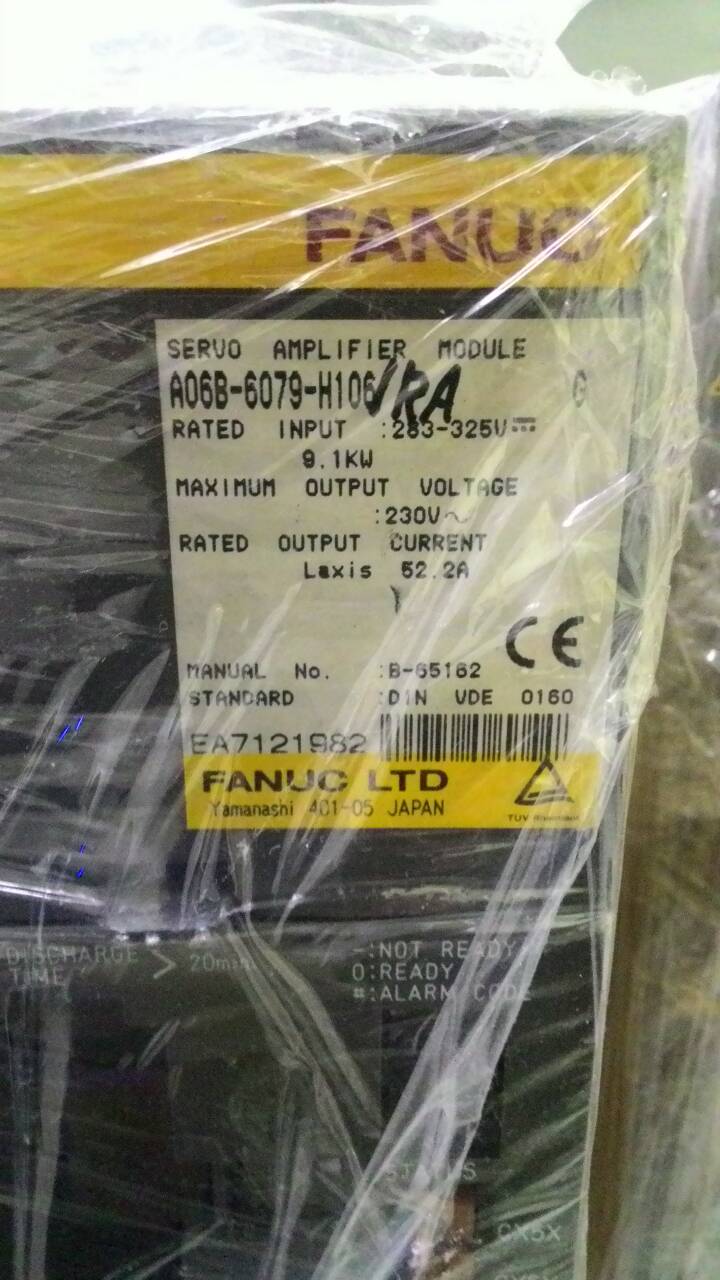 FANUC
SERVO AMPLIFIER MODULE
A06B-6079-H106/RA G
RATED INPUT :283-325V⎓
9.1KW
MAXIMUM OUTPUT VOLTAGE
:230V~
RATED OUTPUT CURRENT
Laxis 52.2A
CE
MANUAL No. :B-65162
STANDARD :DIN VDE 0160
EA7121982
FANUC LTD
Yamanashi 401-05 JAPAN
TUV Rheinland
DISCHARGE TIME > 20min.
-:NOT READY
0:READY
#:ALARM CODE
STATUS
CX5X